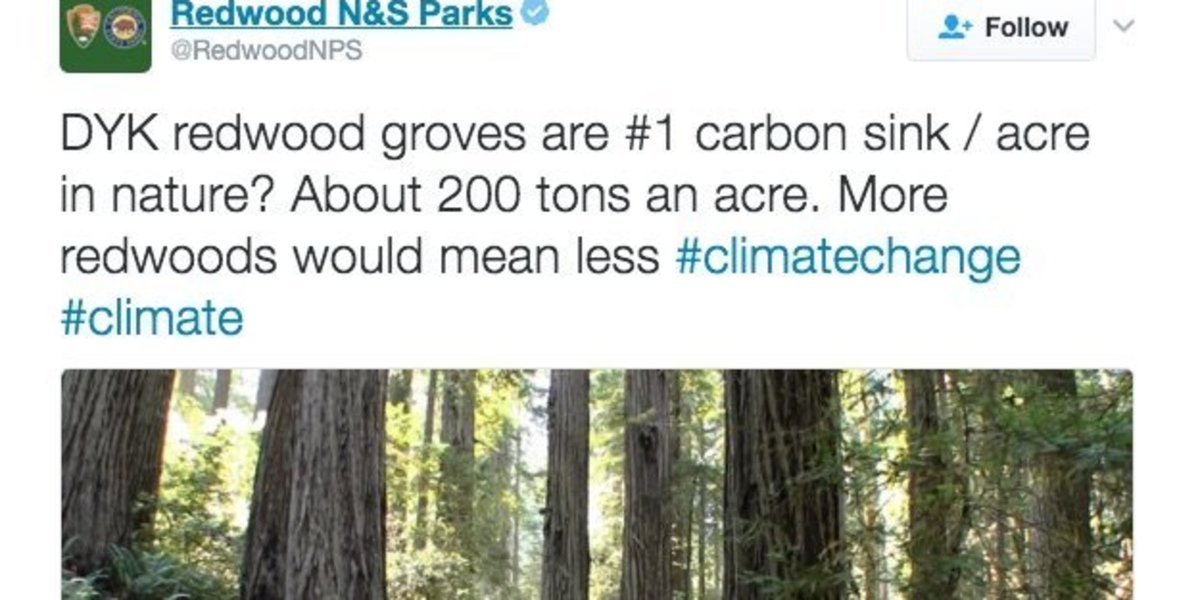 Redwood N&S Parks
@RedwoodNPS
Follow
DYK redwood groves are #1 carbon sink / acre
in nature? About 200 tons an acre. More
redwoods would mean less #climatechange
#climate